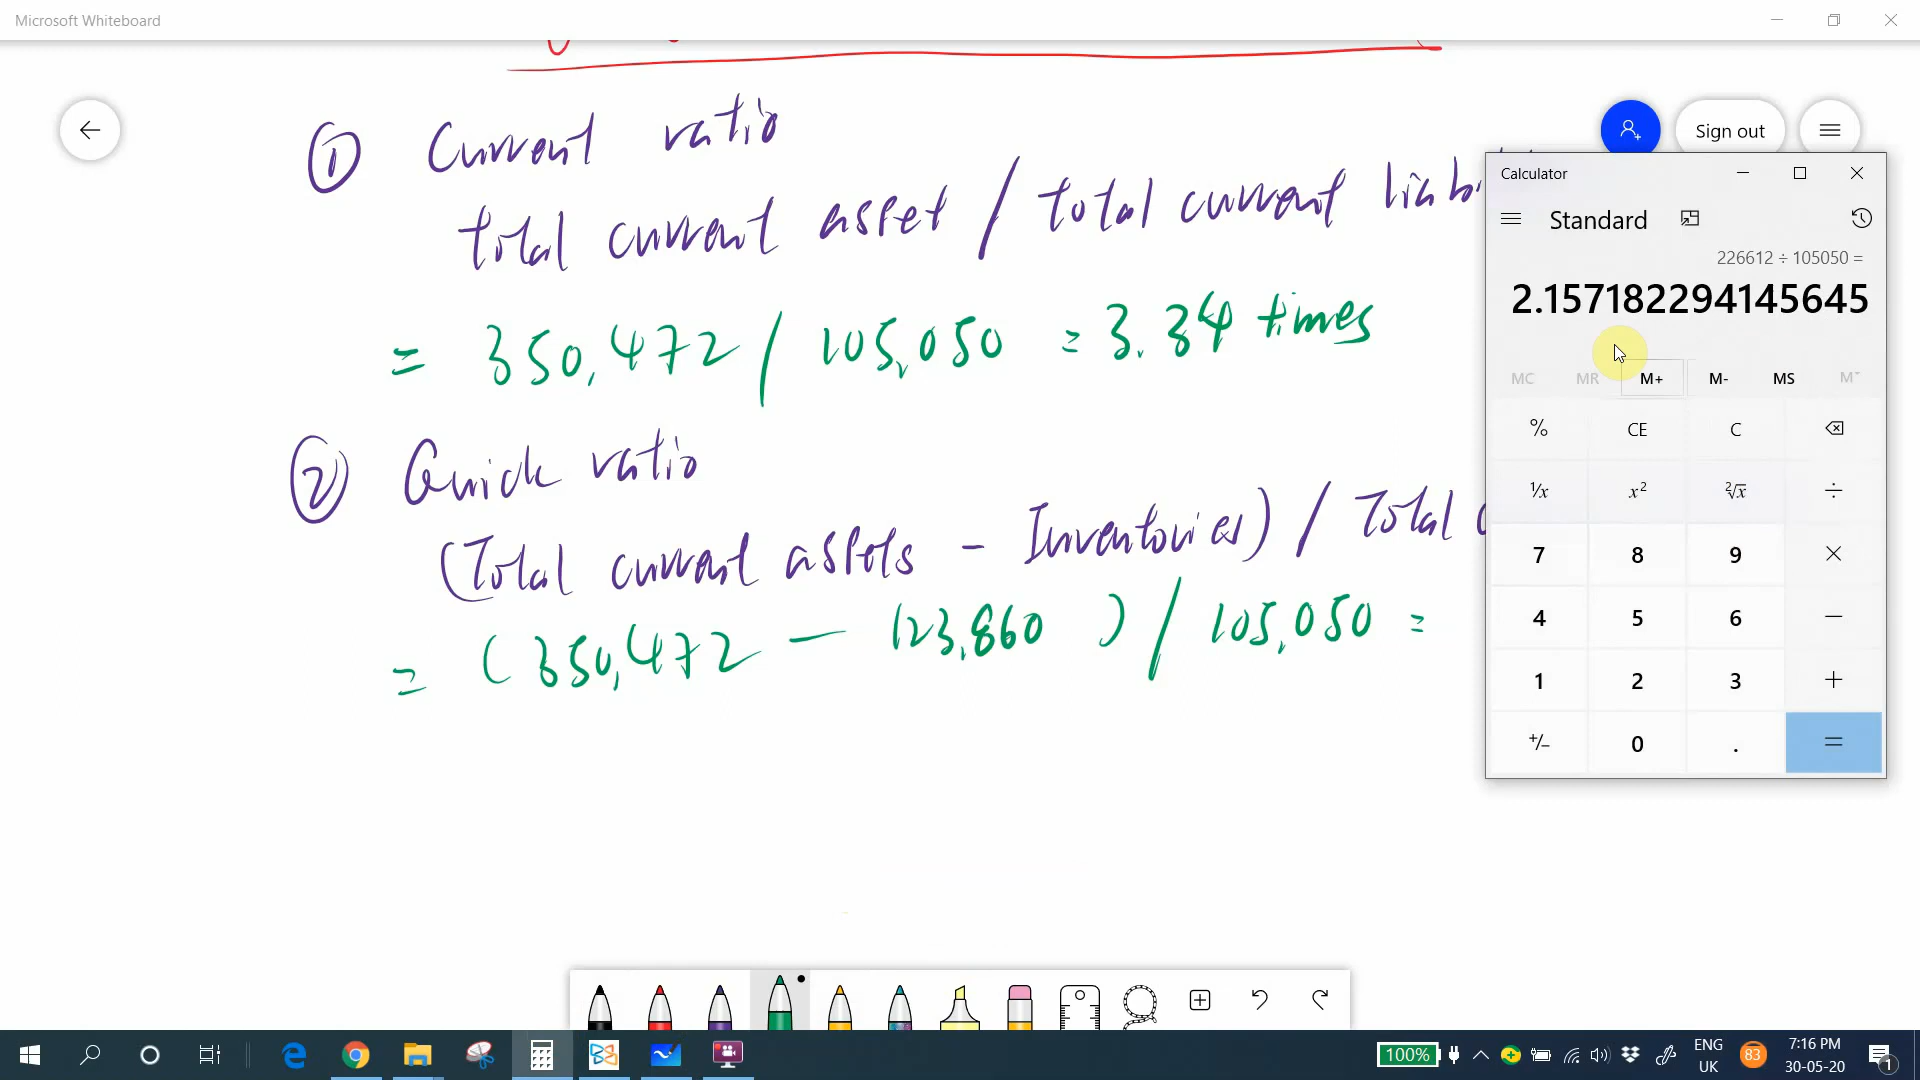 Microsoft Whiteboard
① Current ratio
total current asset / total current liab
= 350,472 / 105,050 = 3.34 times
② Quick ratio
(Total current assets - Inventories) / Total c
= ( 350,472 - 123,860 ) / 105,050 =
Sign out
Calculator
Standard
226612 ÷ 105050 =
2.157182294145645
MC MR M+ M- MS M˅
% CE C
¹/x x² ²√x ÷
7 8 9 ×
4 5 6 −
1 2 3 +
+/− 0 . =
100%
ENG
UK
83
7:16 PM
30-05-20
1